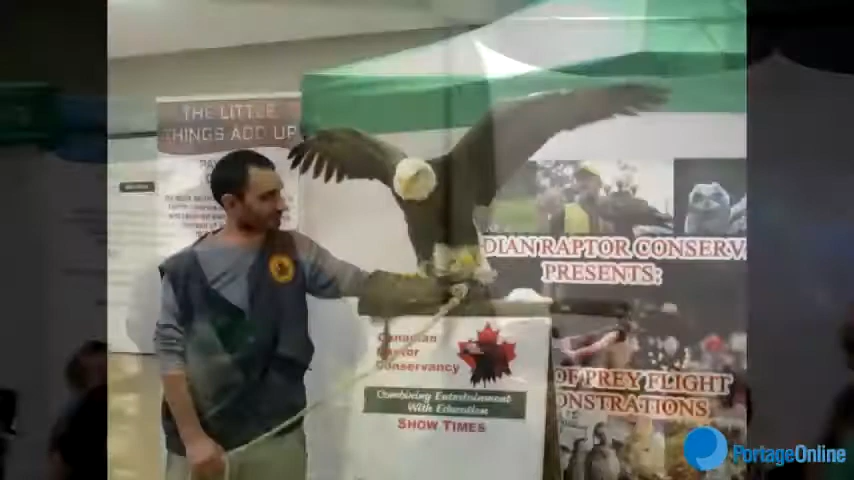 THE LITTLE
THINGS ADD UP
DIAN RAPTOR CONSERV
PRESENTS:
Canadian
Raptor
Conservancy
Combining Entertainment
With Education
SHOW TIMES
OF PREY FLIGHT
ONSTRATIONS
PortageOnline